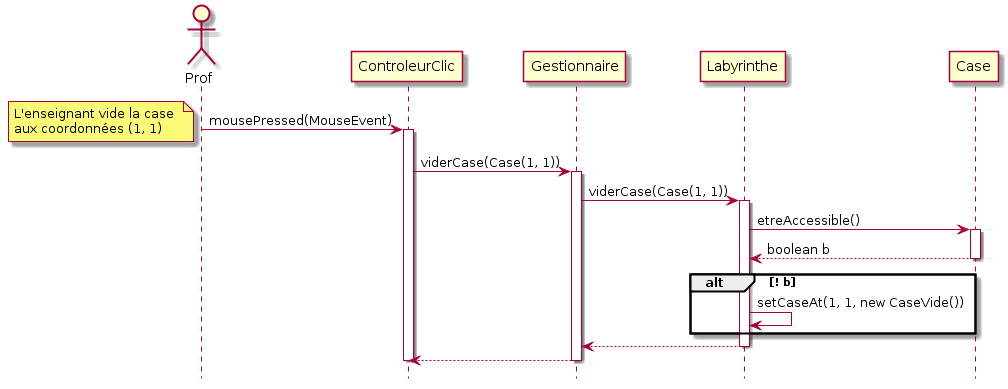 Prof
ControleurClic
Gestionnaire
Labyrinthe
Case
L'enseignant vide la case
aux coordonnées (1, 1)
mousePressed(MouseEvent)
viderCase(Case(1, 1))
viderCase(Case(1, 1))
etreAccessible()
boolean b
alt
[! b]
setCaseAt(1, 1, new CaseVide())